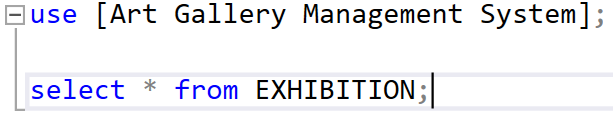 use [Art Gallery Management System];
select * from EXHIBITION;